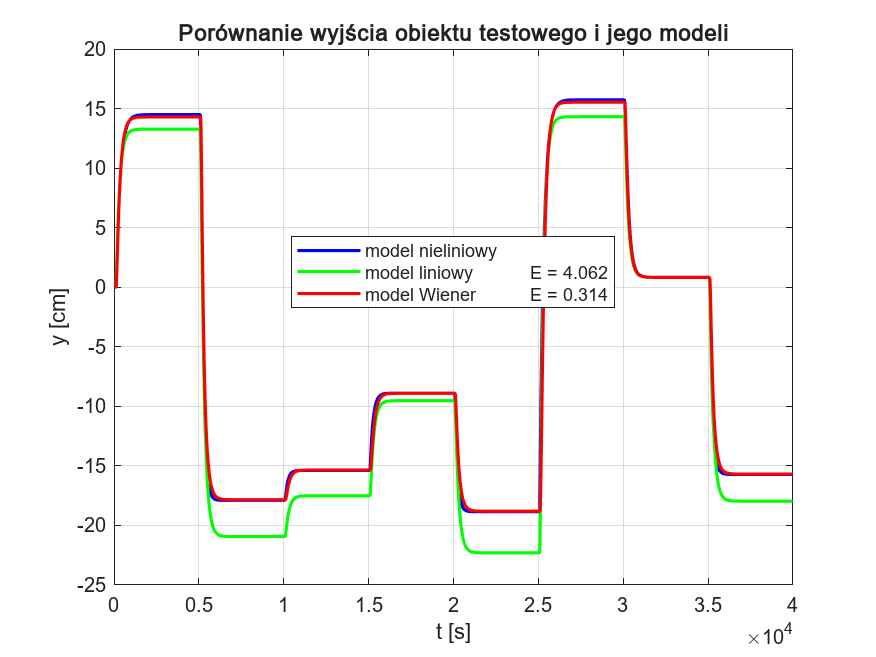 Porównanie wyjścia obiektu testowego i jego modeli
20
15
10
5
0
-5
-10
-15
-20
-25
y [cm]
model nieliniowy
model liniowy E = 4.062
model Wiener E = 0.314
0 0.5 1 1.5 2 2.5 3 3.5 4
t [s]
×10⁴